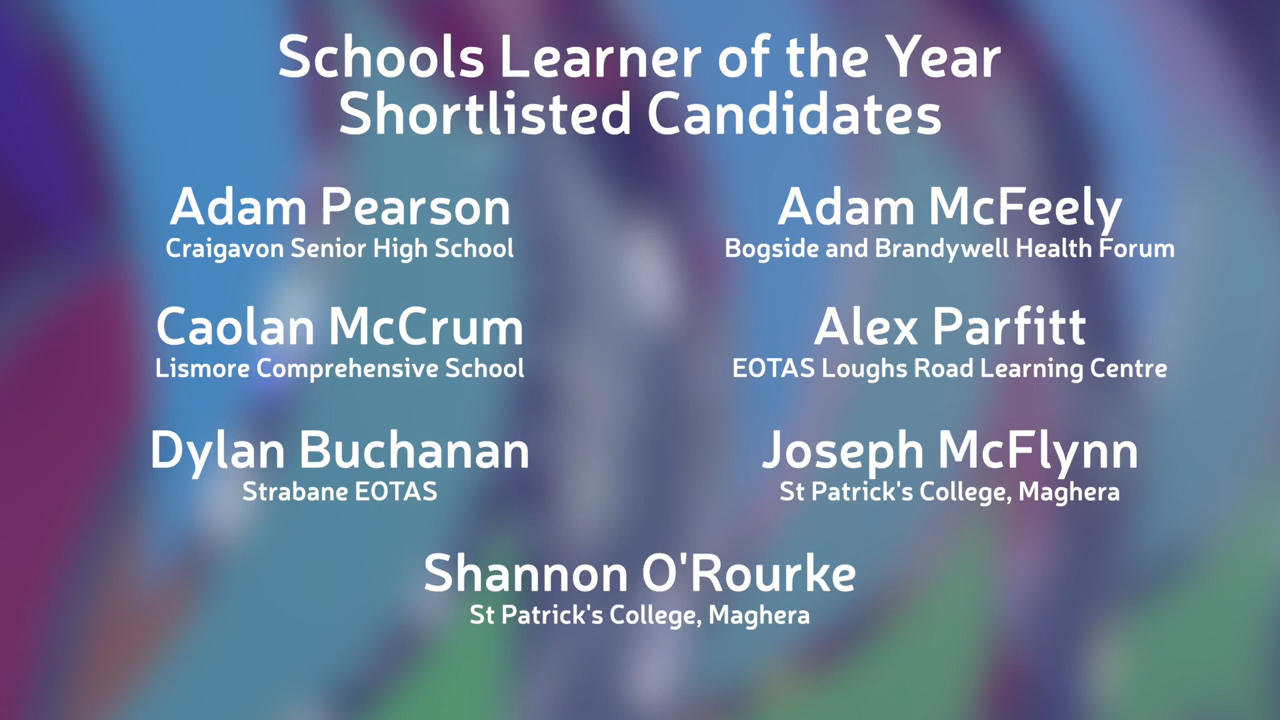 Schools Learner of the Year
Shortlisted Candidates
Adam Pearson
Craigavon Senior High School
Adam McFeely
Bogside and Brandywell Health Forum
Caolan McCrum
Lismore Comprehensive School
Alex Parfitt
EOTAS Loughs Road Learning Centre
Dylan Buchanan
Strabane EOTAS
Joseph McFlynn
St Patrick's College, Maghera
Shannon O'Rourke
St Patrick's College, Maghera